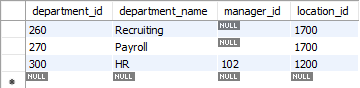 department_id department_name manager_id location_id
260 Recruiting NULL 1700
270 Payroll NULL 1700
300 HR 102 1200
NULL NULL NULL NULL